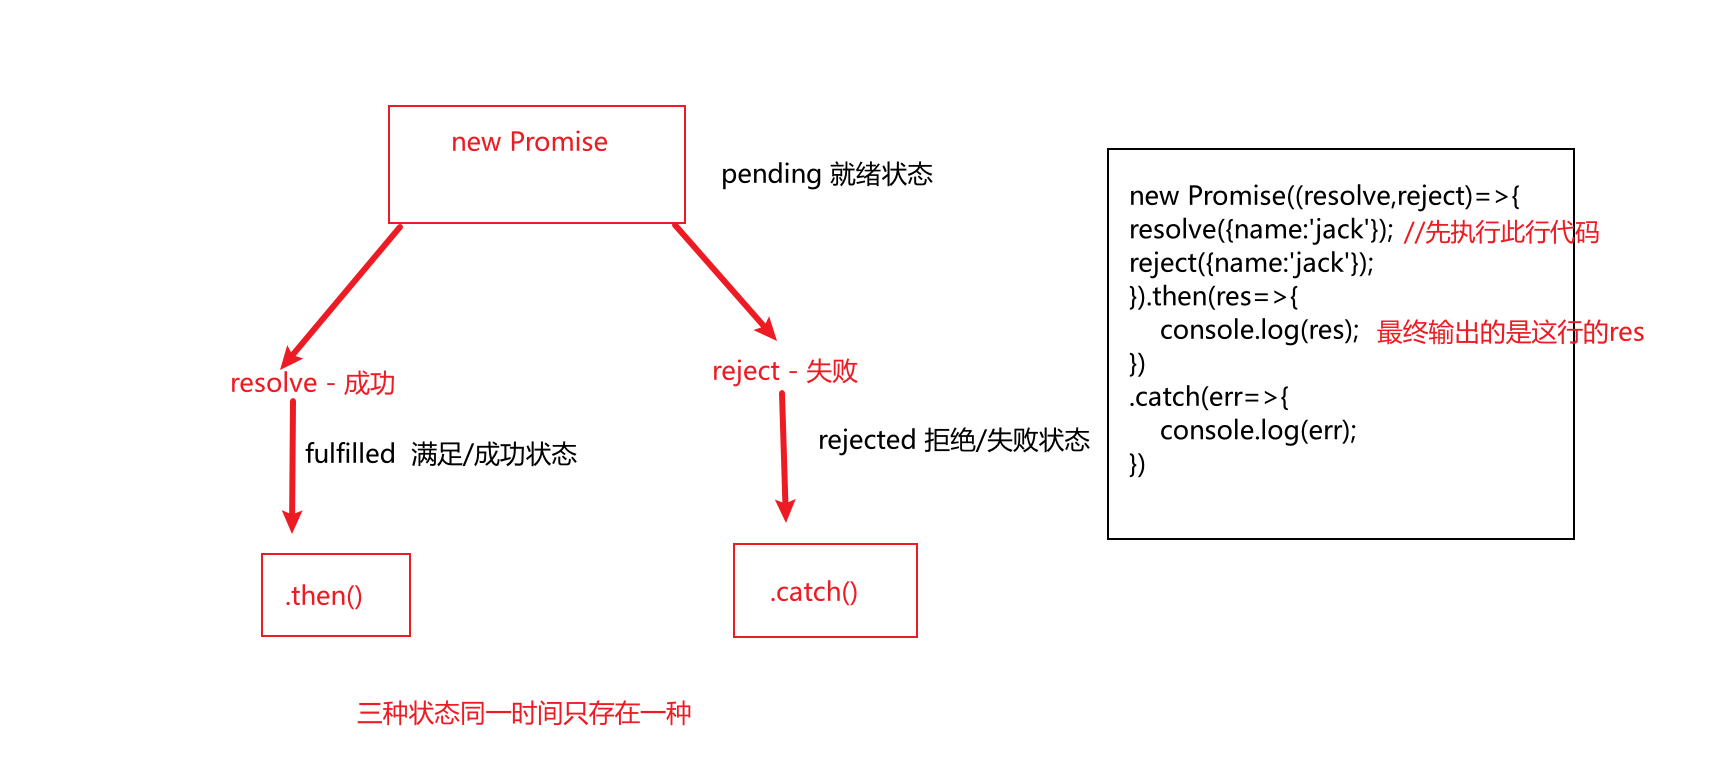 new Promise
pending 就绪状态
resolve - 成功
reject - 失败
fulfilled 满足/成功状态
rejected 拒绝/失败状态
.then()
.catch()
三种状态同一时间只存在一种
new Promise((resolve,reject)=>{
resolve({name:'jack'}); //先执行此行代码
reject({name:'jack'});
}).then(res=>{
console.log(res); 最终输出的是这行的res
})
.catch(err=>{
console.log(err);
})